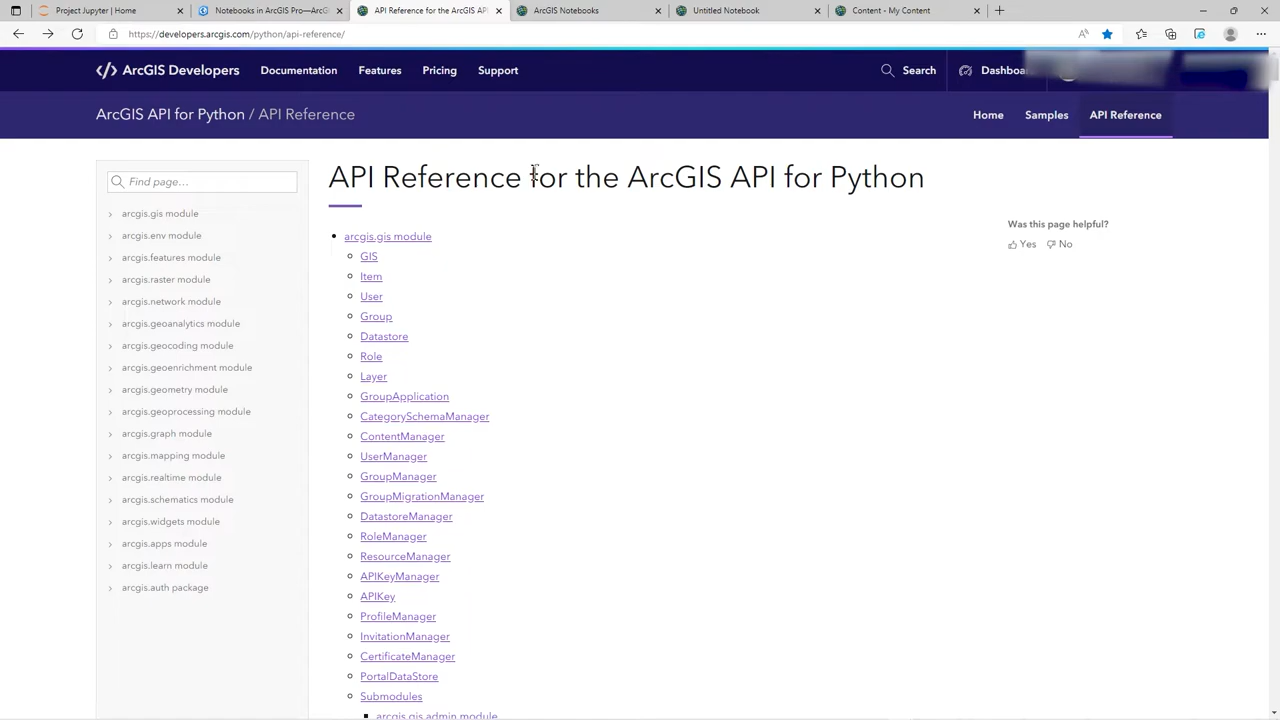 Project Jupyter | Home
Notebooks in ArcGIS Pro—ArcG
API Reference for the ArcGIS API
ArcGIS Notebooks
Untitled Notebook
Content - My Content
https://developers.arcgis.com/python/api-reference/
ArcGIS Developers
Documentation
Features
Pricing
Support
Search
Dashboa
ArcGIS API for Python / API Reference
Home
Samples
API Reference
Find page…
arcgis.gis module
arcgis.env module
arcgis.features module
arcgis.raster module
arcgis.network module
arcgis.geoanalytics module
arcgis.geocoding module
arcgis.geoenrichment module
arcgis.geometry module
arcgis.geoprocessing module
arcgis.graph module
arcgis.mapping module
arcgis.realtime module
arcgis.schematics module
arcgis.widgets module
arcgis.apps module
arcgis.learn module
arcgis.auth package
API Reference for the ArcGIS API for Python
arcgis.gis module
GIS
Item
User
Group
Datastore
Role
Layer
GroupApplication
CategorySchemaManager
ContentManager
UserManager
GroupManager
GroupMigrationManager
DatastoreManager
RoleManager
ResourceManager
APIKeyManager
APIKey
ProfileManager
InvitationManager
CertificateManager
PortalDataStore
Submodules
arcgis.gis.admin module
Was this page helpful?
Yes
No